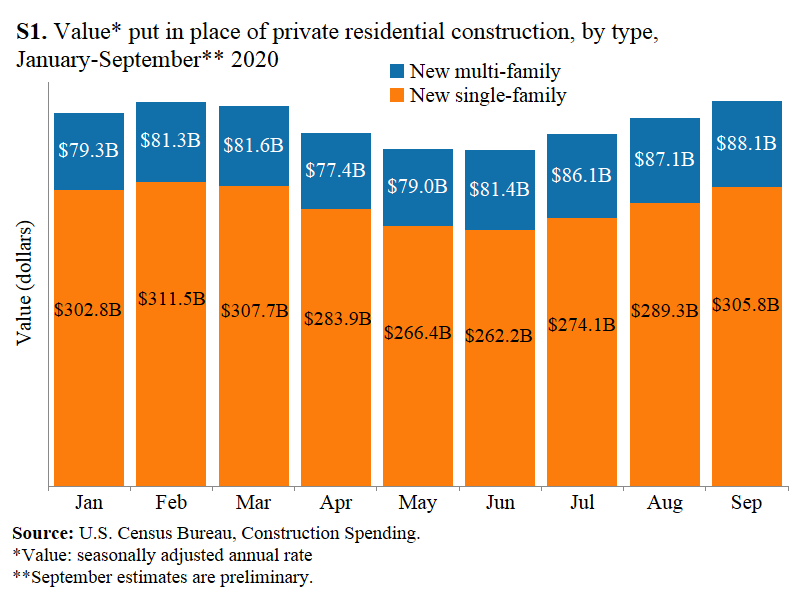 S1. Value* put in place of private residential construction, by type,
January-September** 2020
New multi-family
New single-family
$79.3B
$81.3B
$81.6B
$77.4B
$79.0B
$81.4B
$86.1B
$87.1B
$88.1B
Value (dollars)
$302.8B
$311.5B
$307.7B
$283.9B
$266.4B
$262.2B
$274.1B
$289.3B
$305.8B
Jan
Feb
Mar
Apr
May
Jun
Jul
Aug
Sep
Source: U.S. Census Bureau, Construction Spending.
*Value: seasonally adjusted annual rate
**September estimates are preliminary.